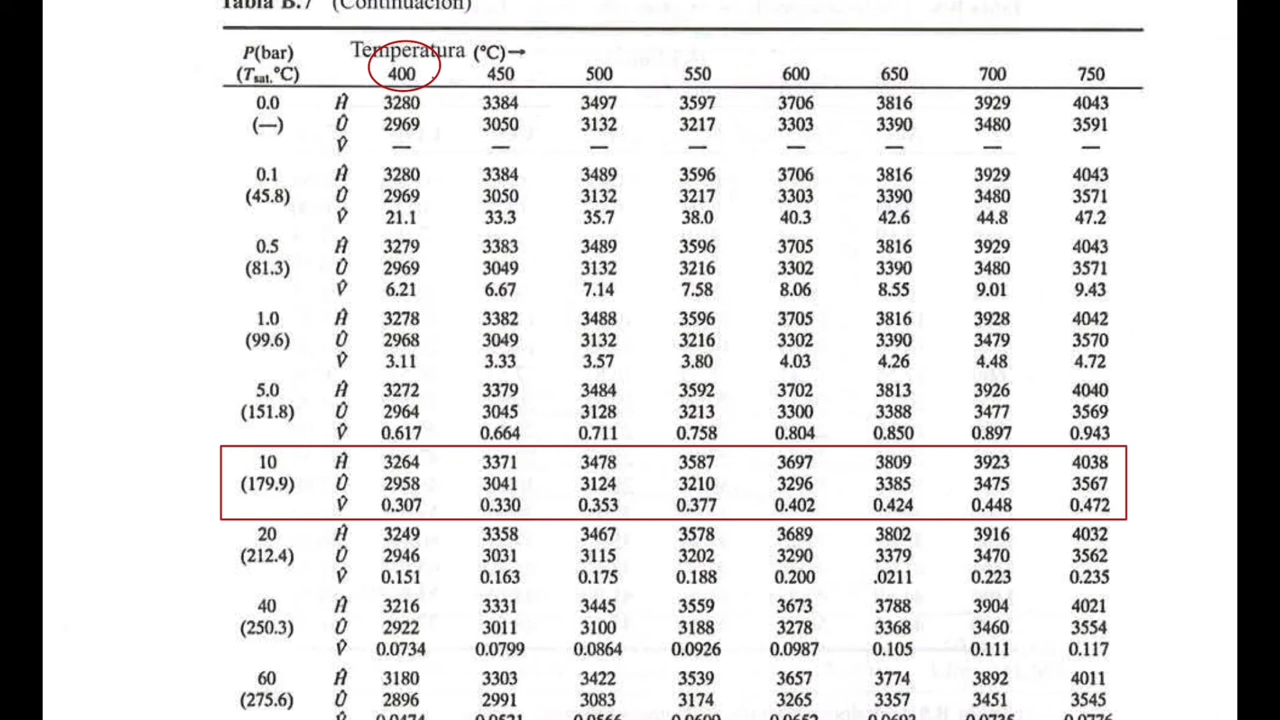 Tabla B.7 (Continuación)
P(bar) Temperatura (°C)→
(Tsat. °C) 400 450 500 550 600 650 700 750
0.0 Ĥ 3280 3384 3497 3597 3706 3816 3929 4043
(—) Û 2969 3050 3132 3217 3303 3390 3480 3591
V̂ — — — — — — — —
0.1 Ĥ 3280 3384 3489 3596 3706 3816 3929 4043
(45.8) Û 2969 3050 3132 3217 3303 3390 3480 3571
V̂ 21.1 33.3 35.7 38.0 40.3 42.6 44.8 47.2
0.5 Ĥ 3279 3383 3489 3596 3705 3816 3929 4043
(81.3) Û 2969 3049 3132 3216 3302 3390 3480 3571
V̂ 6.21 6.67 7.14 7.58 8.06 8.55 9.01 9.43
1.0 Ĥ 3278 3382 3488 3596 3705 3816 3928 4042
(99.6) Û 2968 3049 3132 3216 3302 3390 3479 3570
V̂ 3.11 3.33 3.57 3.80 4.03 4.26 4.48 4.72
5.0 Ĥ 3272 3379 3484 3592 3702 3813 3926 4040
(151.8) Û 2964 3045 3128 3213 3300 3388 3477 3569
V̂ 0.617 0.664 0.711 0.758 0.804 0.850 0.897 0.943
10 Ĥ 3264 3371 3478 3587 3697 3809 3923 4038
(179.9) Û 2958 3041 3124 3210 3296 3385 3475 3567
V̂ 0.307 0.330 0.353 0.377 0.402 0.424 0.448 0.472
20 Ĥ 3249 3358 3467 3578 3689 3802 3916 4032
(212.4) Û 2946 3031 3115 3202 3290 3379 3470 3562
V̂ 0.151 0.163 0.175 0.188 0.200 .0211 0.223 0.235
40 Ĥ 3216 3331 3445 3559 3673 3788 3904 4021
(250.3) Û 2922 3011 3100 3188 3278 3368 3460 3554
V̂ 0.0734 0.0799 0.0864 0.0926 0.0987 0.105 0.111 0.117
60 Ĥ 3180 3303 3422 3539 3657 3774 3892 4011
(275.6) Û 2896 2991 3083 3174 3265 3357 3451 3545